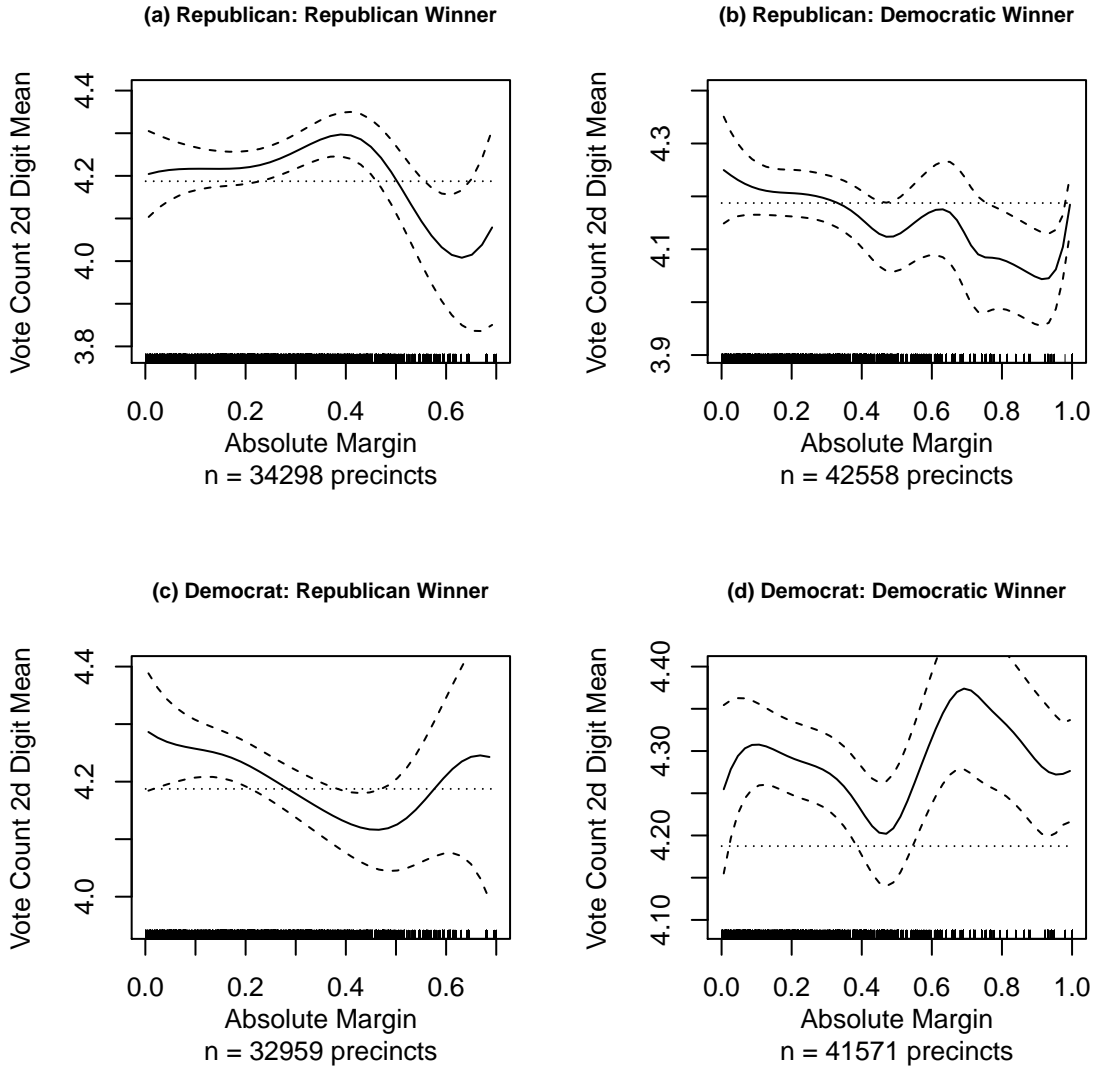 (a) Republican: Republican Winner
Vote Count 2d Digit Mean
4.4
4.2
4.0
3.8
0.0 0.2 0.4 0.6
Absolute Margin
n = 34298 precincts
(b) Republican: Democratic Winner
Vote Count 2d Digit Mean
4.3
4.1
3.9
0.0 0.2 0.4 0.6 0.8 1.0
Absolute Margin
n = 42558 precincts
(c) Democrat: Republican Winner
Vote Count 2d Digit Mean
4.4
4.2
4.0
0.0 0.2 0.4 0.6
Absolute Margin
n = 32959 precincts
(d) Democrat: Democratic Winner
Vote Count 2d Digit Mean
4.40
4.30
4.20
4.10
0.0 0.2 0.4 0.6 0.8 1.0
Absolute Margin
n = 41571 precincts